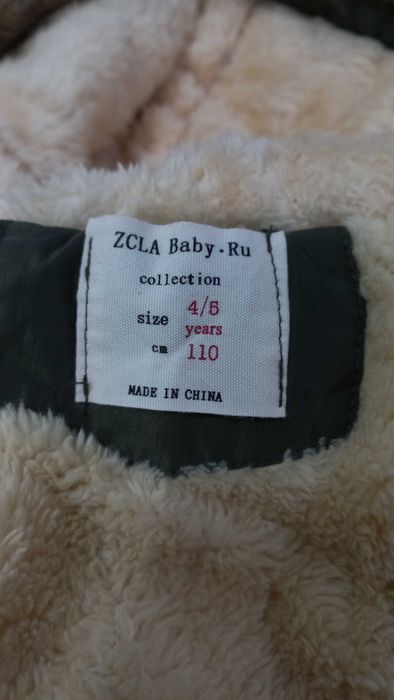 ZCLA Baby.Ru
collection
size 4/5
years
cm 110
MADE IN CHINA